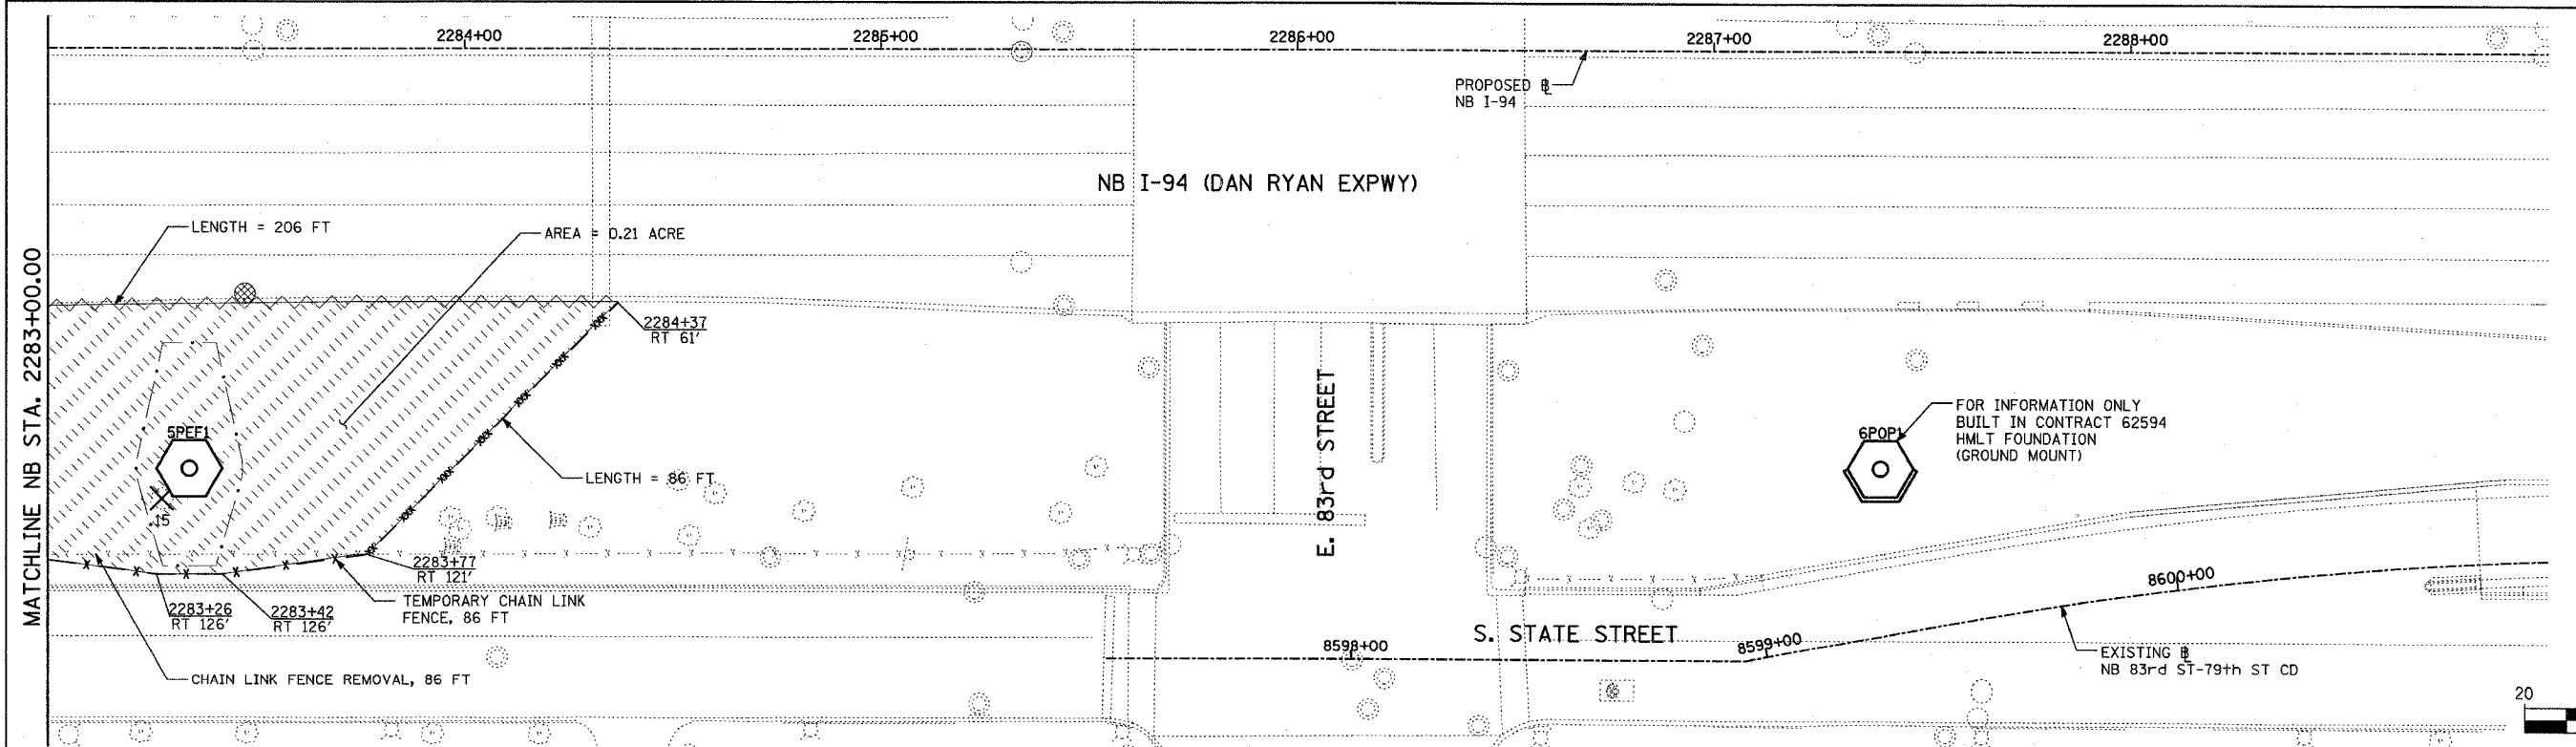 2284+00
2285+00
2286+00
2287+00
2288+00
PROPOSED ℄
NB I-94
NB I-94 (DAN RYAN EXPWY)
LENGTH = 206 FT
AREA = 0.21 ACRE
MATCHLINE NB STA. 2283+00.00
2284+37
RT 61'
5PEF1
15
LENGTH = 86 FT
E. 83rd STREET
6POP1
FOR INFORMATION ONLY
BUILT IN CONTRACT 62594
HMLT FOUNDATION
(GROUND MOUNT)
2283+77
RT 121'
2283+26
RT 126'
2283+42
RT 126'
TEMPORARY CHAIN LINK
FENCE, 86 FT
CHAIN LINK FENCE REMOVAL, 86 FT
S. STATE STREET
8598+00
8599+00
8600+00
EXISTING ℄
NB 83rd ST-79th ST CD
20